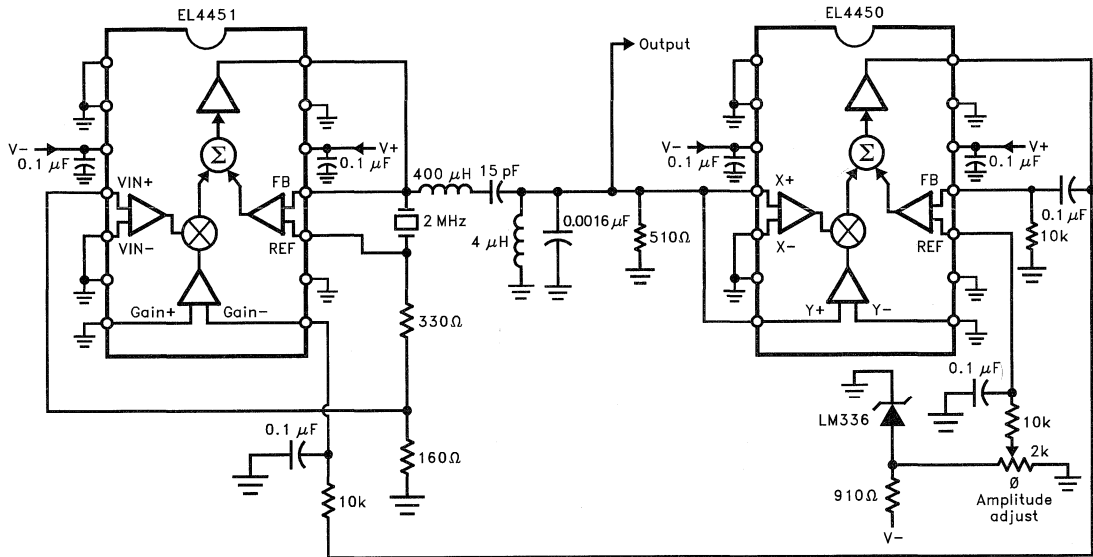 EL4451
EL4450
Output
V-
0.1 μF
V+
0.1 μF
V-
0.1 μF
V+
0.1 μF
Σ
Σ
400 μH
15 pF
VIN+
VIN-
FB
REF
2 MHz
4 μH
0.0016 μF
510Ω
X+
X-
FB
REF
0.1 μF
10k
Gain+
Gain-
330Ω
Y+
Y-
0.1 μF
LM336
10k
2k
0.1 μF
160Ω
10k
910Ω
Ø
Amplitude
adjust
V-